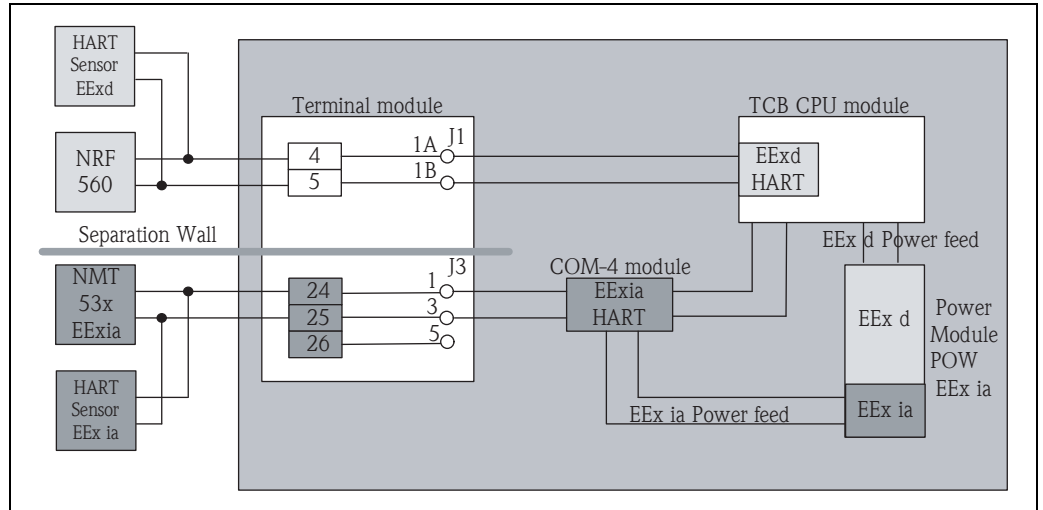 HART
Sensor
EExd
NRF
560
Separation Wall
NMT
53x
EExia
HART
Sensor
EEx ia
Terminal module
4
5
1A
J1
1B
24
25
26
J3
1
3
5
COM-4 module
EExia
HART
EEx ia Power feed
TCB CPU module
EExd
HART
EEx d Power feed
EEx d
EEx ia
Power
Module
POW
EEx ia